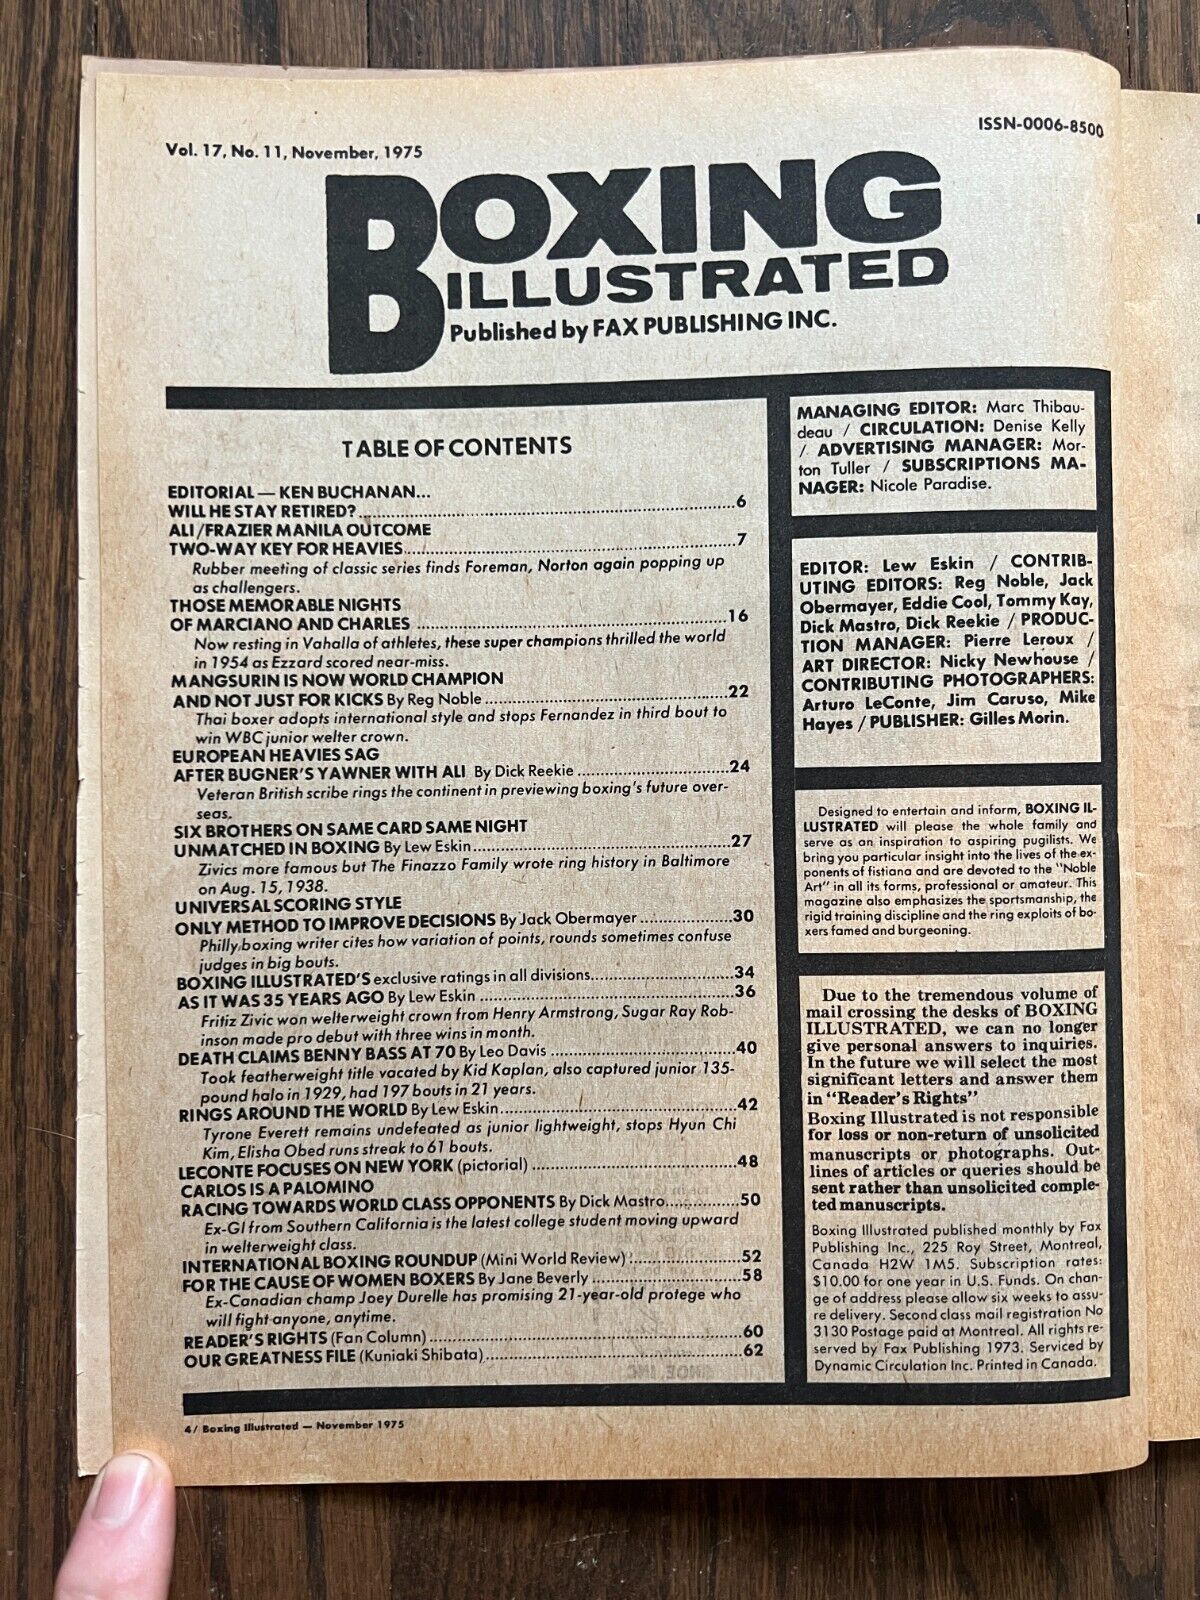 ISSN-0006-8500
Vol. 17, No. 11, November, 1975
BOXING
ILLUSTRATED
Published by FAX PUBLISHING INC.
TABLE OF CONTENTS
EDITORIAL — KEN BUCHANAN...
WILL HE STAY RETIRED?..........6
ALI/FRAZIER MANILA OUTCOME
TWO-WAY KEY FOR HEAVIES..........7
Rubber meeting of classic series finds Foreman, Norton again popping up
as challengers.
THOSE MEMORABLE NIGHTS
OF MARCIANO AND CHARLES ..........16
Now resting in Vahalla of athletes, these super champions thrilled the world
in 1954 as Ezzard scored near-miss.
MANGSURIN IS NOW WORLD CHAMPION
AND NOT JUST FOR KICKS By Reg Noble ..........22
Thai boxer adopts international style and stops Fernandez in third bout to
win WBC junior welter crown.
EUROPEAN HEAVIES SAG
AFTER BUGNER'S YAWNER WITH ALI By Dick Reekie ..........24
Veteran British scribe rings the continent in previewing boxing's future over-
seas.
SIX BROTHERS ON SAME CARD SAME NIGHT
UNMATCHED IN BOXING By Lew Eskin..........27
Zivics more famous but The Finazzo Family wrote ring history in Baltimore
on Aug. 15, 1938.
UNIVERSAL SCORING STYLE
ONLY METHOD TO IMPROVE DECISIONS By Jack Obermayer ..........30
Philly boxing writer cites how variation of points, rounds sometimes confuse
judges in big bouts.
BOXING ILLUSTRATED'S exclusive ratings in all divisions..........34
AS IT WAS 35 YEARS AGO By Lew Eskin ..........36
Fritiz Zivic won welterweight crown from Henry Armstrong, Sugar Ray Rob-
inson made pro debut with three wins in month.
DEATH CLAIMS BENNY BASS AT 70 By Leo Davis ..........40
Took featherweight title vacated by Kid Kaplan, also captured junior 135-
pound halo in 1929, had 197 bouts in 21 years.
RINGS AROUND THE WORLD By Lew Eskin..........42
Tyrone Everett remains undefeated as junior lightweight, stops Hyun Chi
Kim, Elisha Obed runs streak to 61 bouts.
LECONTE FOCUSES ON NEW YORK (pictorial) ..........48
CARLOS IS A PALOMINO
RACING TOWARDS WORLD CLASS OPPONENTS By Dick Mastro..........50
Ex-GI from Southern California is the latest college student moving upward
in welterweight class.
INTERNATIONAL BOXING ROUNDUP (Mini World Review) ..........52
FOR THE CAUSE OF WOMEN BOXERS By Jane Beverly ..........58
Ex-Canadian champ Joey Durelle has promising 21-year-old protege who
will fight anyone, anytime.
READER'S RIGHTS (Fan Column) ..........60
OUR GREATNESS FILE (Kuniaki Shibata)..........62
MANAGING EDITOR: Marc Thibau-
deau / CIRCULATION: Denise Kelly
/ ADVERTISING MANAGER: Mor-
ton Tuller / SUBSCRIPTIONS MA-
NAGER: Nicole Paradise.
EDITOR: Lew Eskin / CONTRIB-
UTING EDITORS: Reg Noble, Jack
Obermayer, Eddie Cool, Tommy Kay,
Dick Mastro, Dick Reekie / PRODUC-
TION MANAGER: Pierre Leroux /
ART DIRECTOR: Nicky Newhouse /
CONTRIBUTING PHOTOGRAPHERS:
Arturo LeConte, Jim Caruso, Mike
Hayes / PUBLISHER: Gilles Morin.
Designed to entertain and inform, BOXING IL-
LUSTRATED will please the whole family and
serve as an inspiration to aspiring pugilists. We
bring you particular insight into the lives of the ex-
ponents of fistiana and are devoted to the "Noble
Art" in all its forms, professional or amateur. This
magazine also emphasizes the sportsmanship, the
rigid training discipline and the ring exploits of bo-
xers famed and burgeoning.
Due to the tremendous volume of
mail crossing the desks of BOXING
ILLUSTRATED, we can no longer
give personal answers to inquiries.
In the future we will select the most
significant letters and answer them
in "Reader's Rights"
Boxing Illustrated is not responsible
for loss or non-return of unsolicited
manuscripts or photographs. Out-
lines of articles or queries should be
sent rather than unsolicited comple-
ted manuscripts.
Boxing Illustrated published monthly by Fax
Publishing Inc., 225 Roy Street, Montreal,
Canada H2W 1M5. Subscription rates:
$10.00 for one year in U.S. Funds. On chan-
ge of address please allow six weeks to assu-
re delivery. Second class mail registration No
3130 Postage paid at Montreal. All rights re-
served by Fax Publishing 1973. Serviced by
Dynamic Circulation Inc. Printed in Canada.
4/ Boxing Illustrated — November 1975